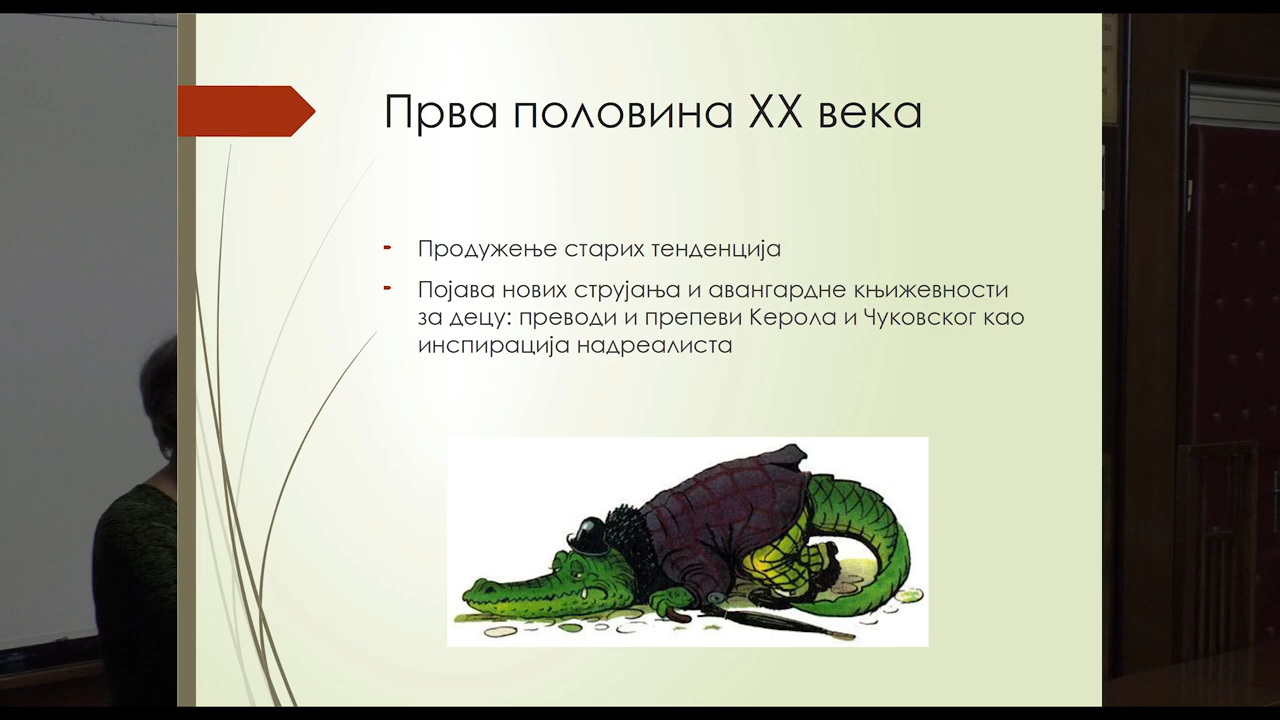 Прва половина XX века
Продужење старих тенденција
Појава нових струјања и авангардне књижевности
за децу: преводи и препеви Керола и Чуковског као
инспирација надреалиста